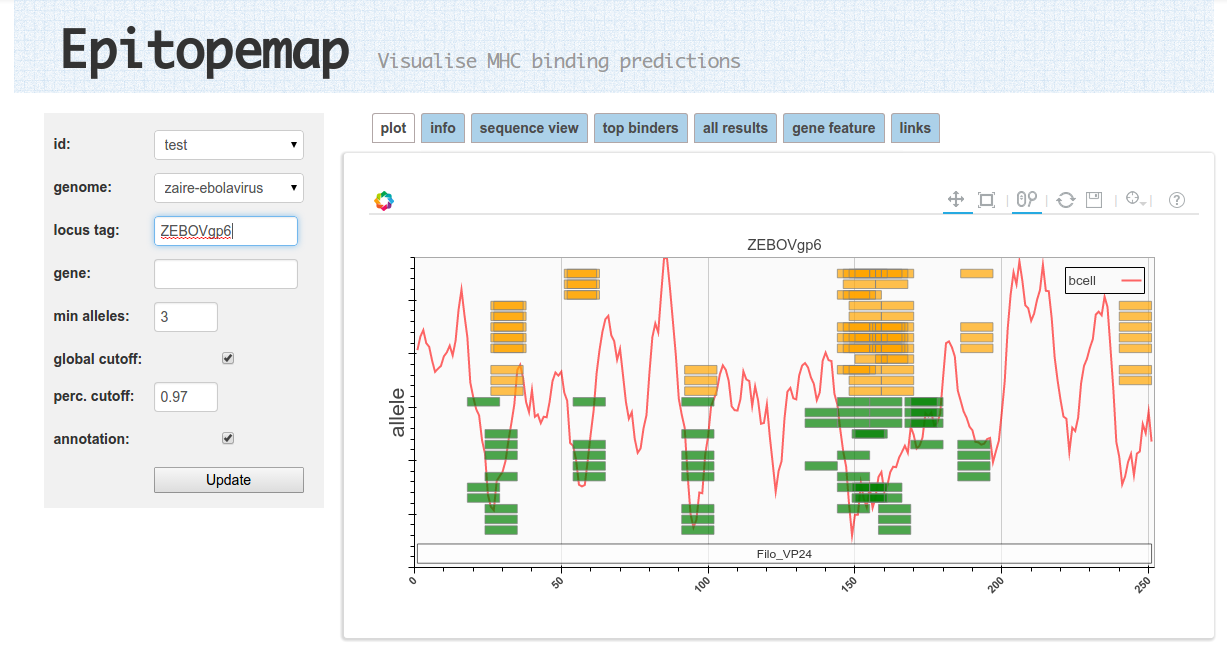 Epitopemap Visualise MHC binding predictions
id: test
genome: zaire-ebolavirus
locus tag: ZEBOVgp6
gene:
min alleles: 3
global cutoff:
perc. cutoff: 0.97
annotation:
Update
plot info sequence view top binders all results gene feature links
ZEBOVgp6
bcell
allele
Filo_VP24
0 50 100 150 200 250